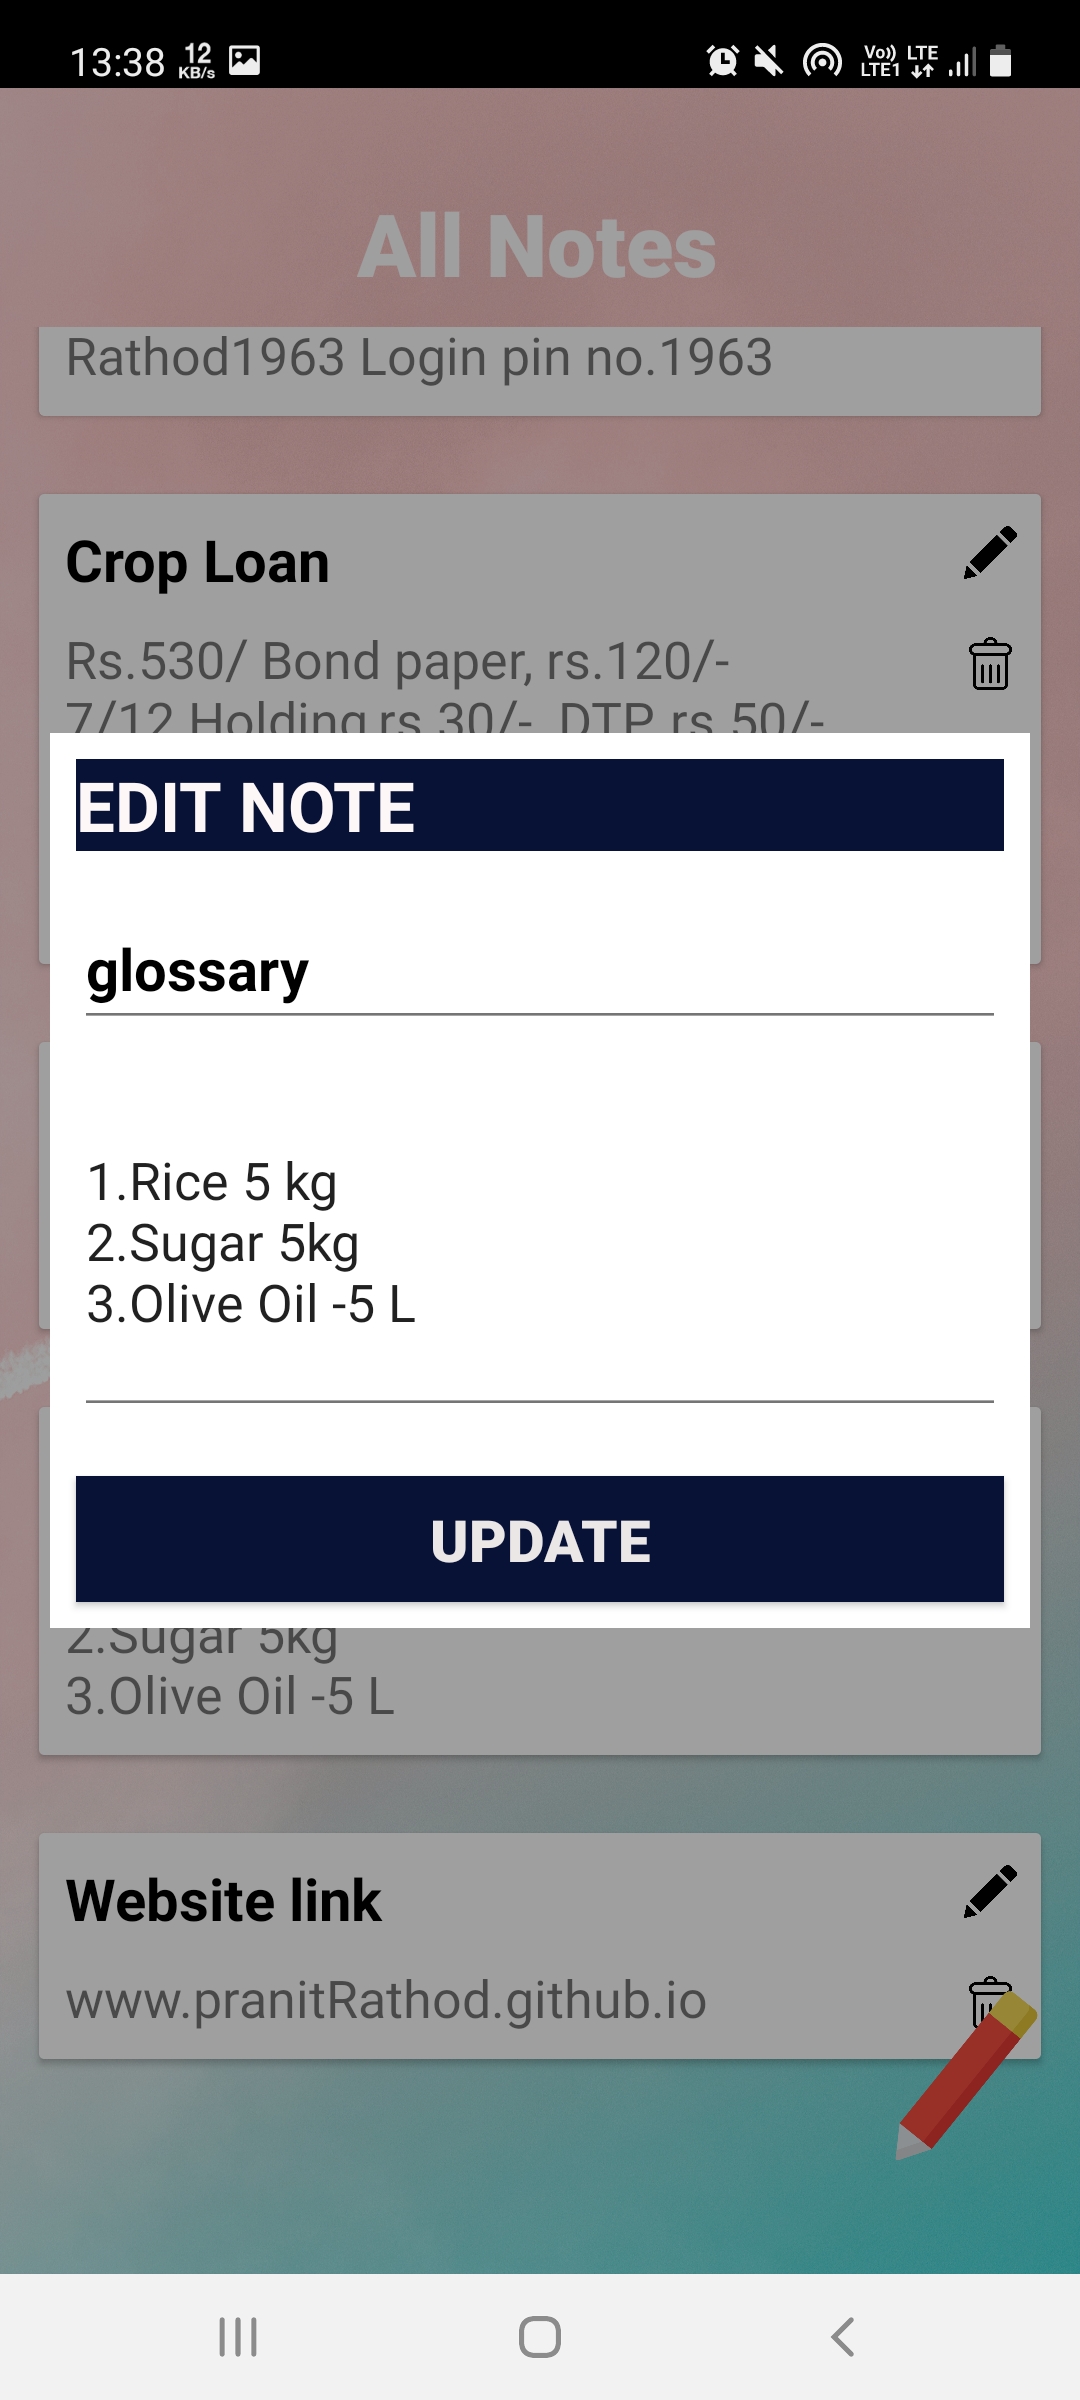 13:38 12 KB/s Vo)) LTE1 LTE
All Notes
Rathod1963 Login pin no.1963
Crop Loan
Rs.530/ Bond paper, rs.120/-
7/12 Holding rs.30/-  DTP rs.50/-
EDIT NOTE
glossary
1.Rice 5 kg
2.Sugar 5kg
3.Olive Oil -5 L
UPDATE
2.Sugar 5kg
3.Olive Oil -5 L
Website link
www.pranitRathod.github.io